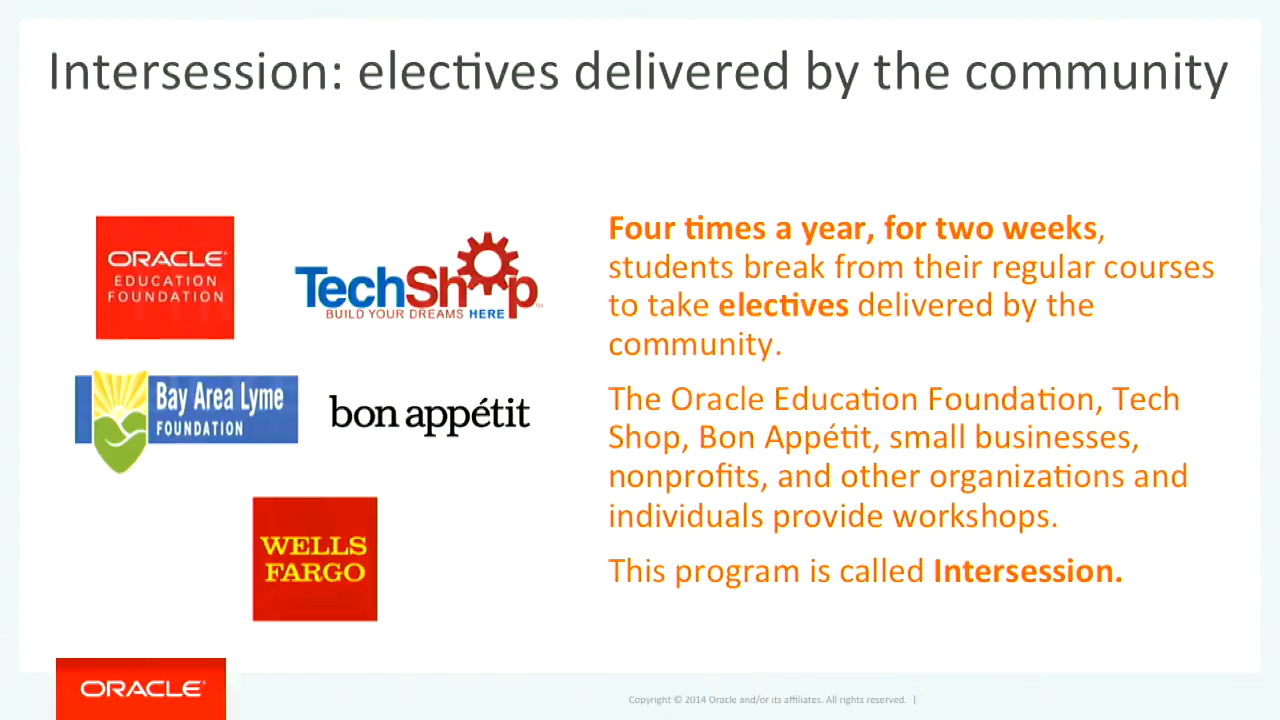 Intersession: electives delivered by the community
ORACLE
EDUCATION
FOUNDATION
TechShop
BUILD YOUR DREAMS HERE
Bay Area Lyme
FOUNDATION
bon appétit
WELLS
FARGO
Four times a year, for two weeks,
students break from their regular courses
to take electives delivered by the
community.
The Oracle Education Foundation, Tech
Shop, Bon Appétit, small businesses,
nonprofits, and other organizations and
individuals provide workshops.
This program is called Intersession.
ORACLE
Copyright © 2014 Oracle and/or its affiliates. All rights reserved. |